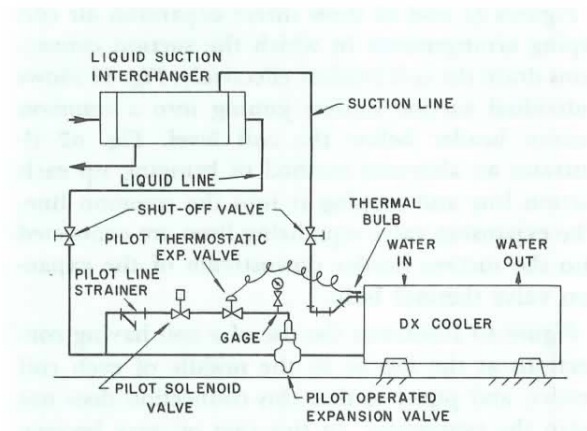 LIQUID SUCTION
INTERCHANGER
SUCTION LINE
LIQUID LINE
SHUT-OFF VALVE
THERMAL
BULB
PILOT THERMOSTATIC
EXP. VALVE
WATER
IN
WATER
OUT
PILOT LINE
STRAINER
DX COOLER
GAGE
PILOT SOLENOID
VALVE
PILOT OPERATED
EXPANSION VALVE